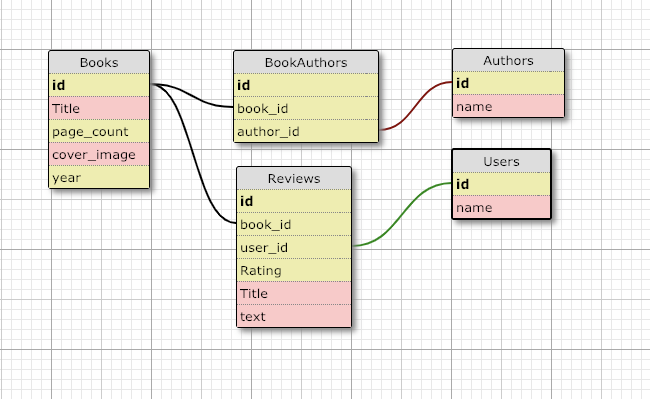 Books
id
Title
page_count
cover_image
year
BookAuthors
id
book_id
author_id
Authors
id
name
Reviews
id
book_id
user_id
Rating
Title
text
Users
id
name